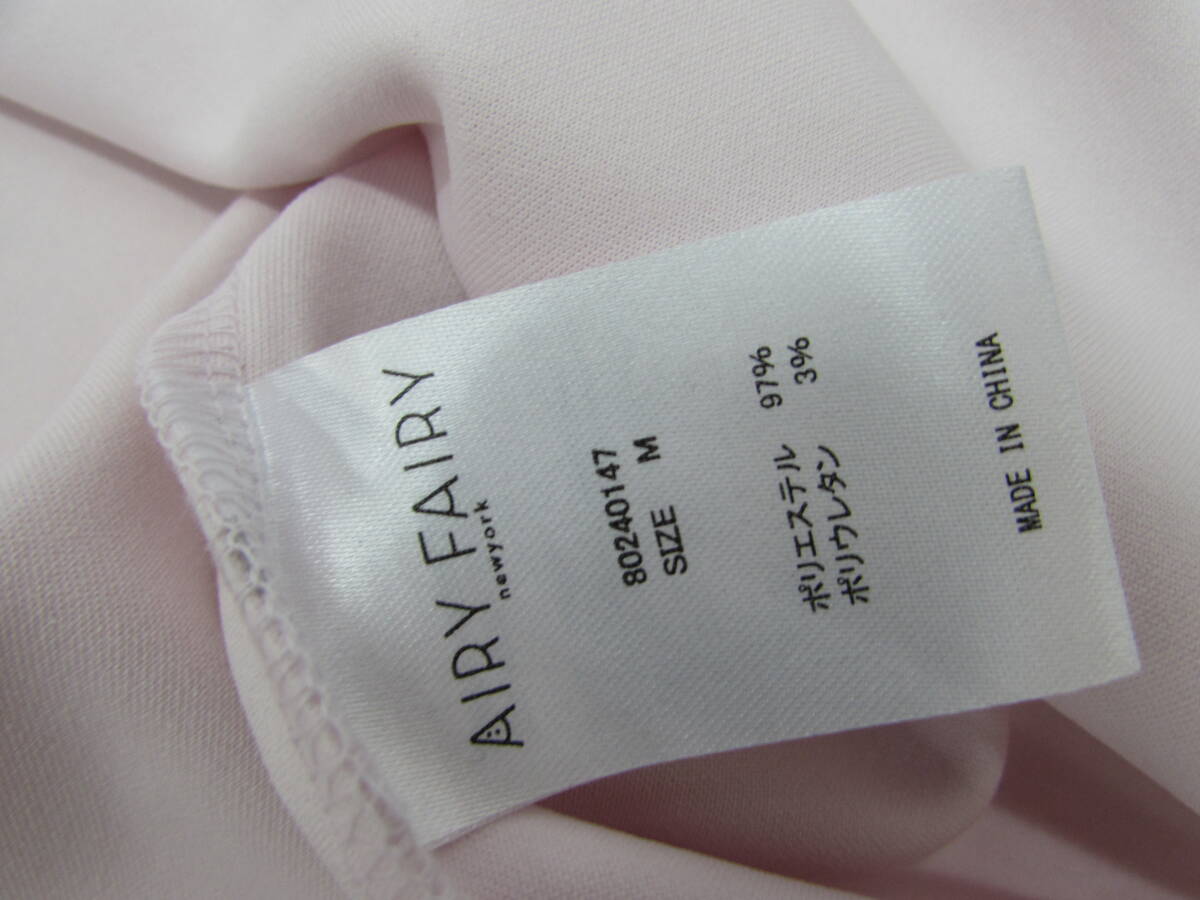 AIRY FAIRY
newyork
80240147
SIZE M
ポリエステル 97%
ポリウレタン 3%
MADE IN CHINA